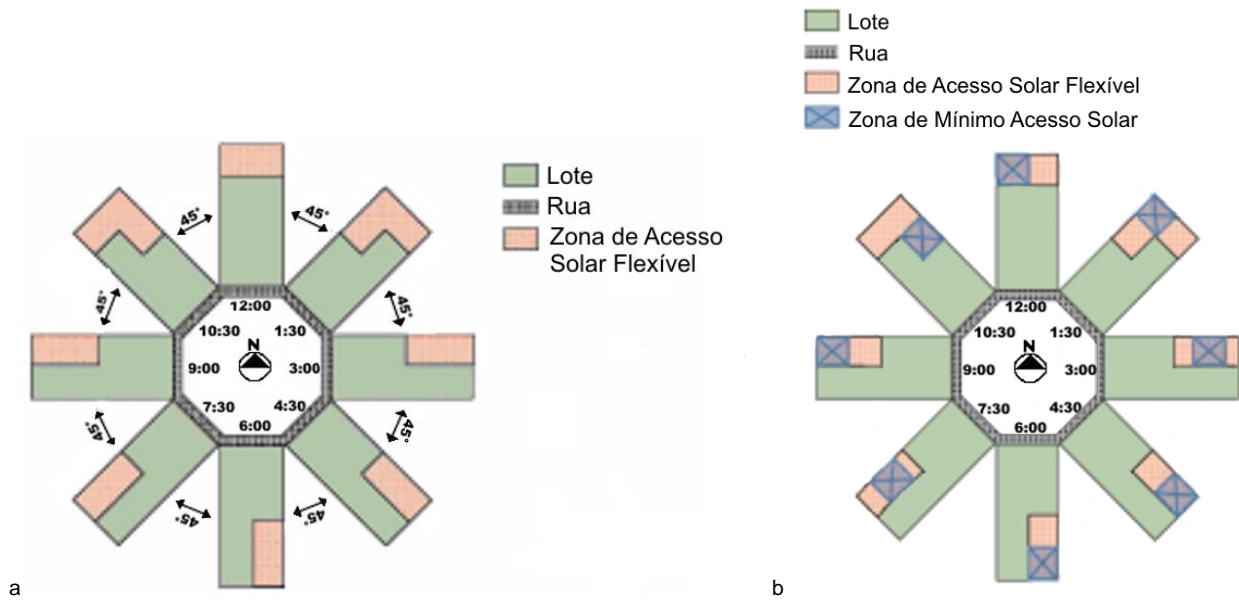 Lote
Rua
Zona de Acesso
Solar Flexível
45°
45°
45°
45°
45°
45°
45°
45°
12:00
10:30
1:30
N
9:00
3:00
7:30
4:30
6:00
a
Lote
Rua
Zona de Acesso Solar Flexível
Zona de Mínimo Acesso Solar
12:00
10:30
1:30
N
9:00
3:00
7:30
4:30
6:00
b